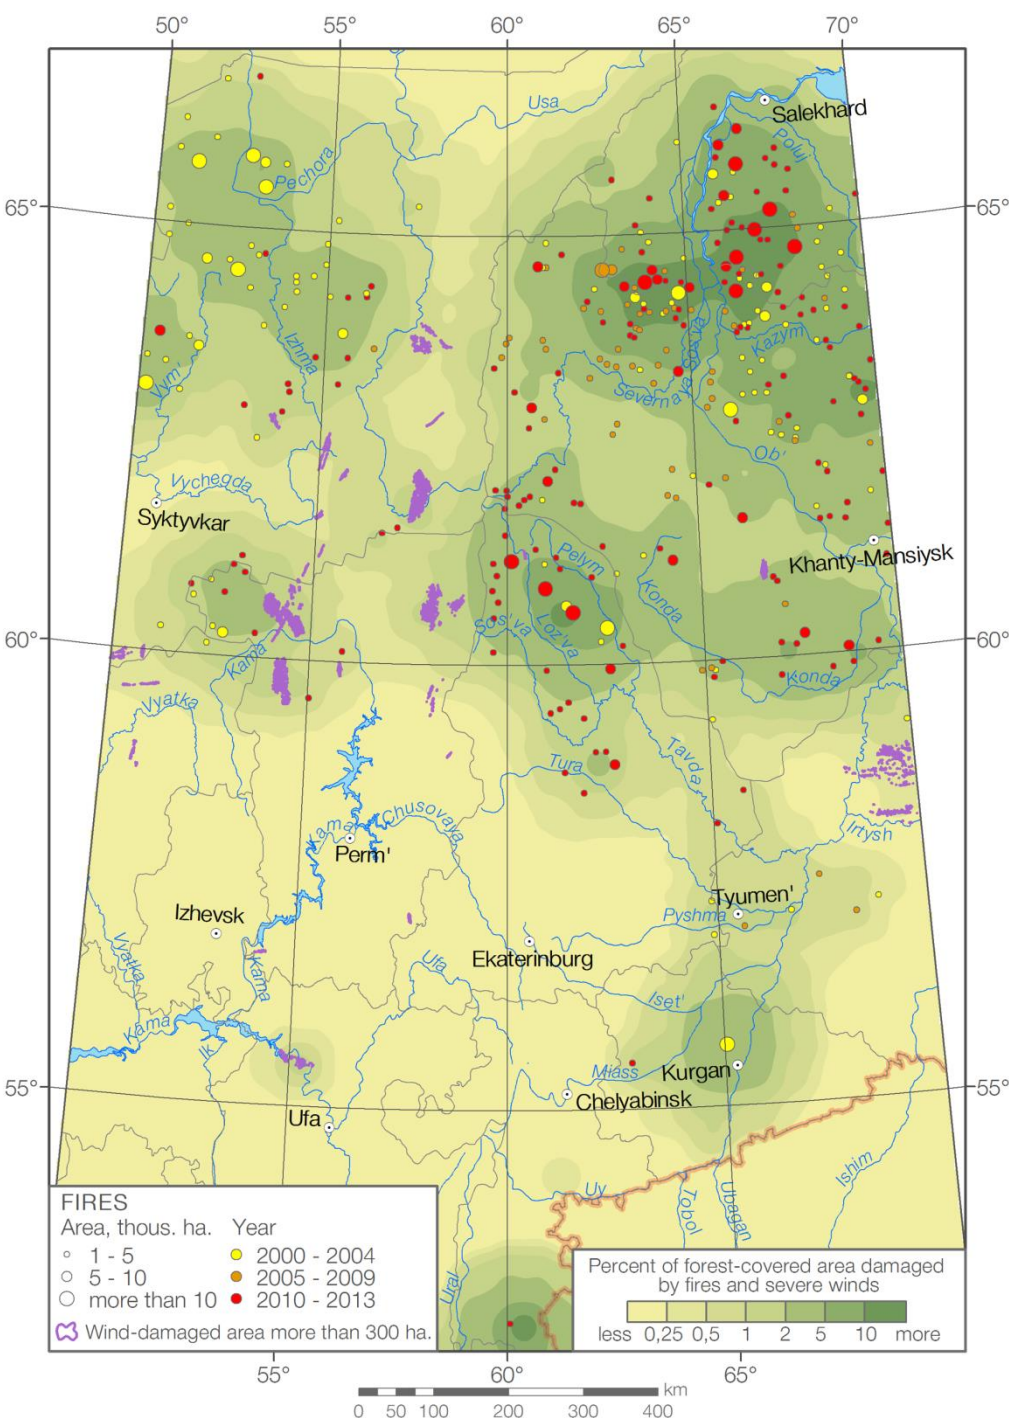 50° 55° 60° 65° 70°
Usa
Salekhard
Poluj
Pechora
65° 65°
Izhma
Vym'
Kazym
Severnaya Sos'va
Ob'
Vychegda
Syktyvkar
Khanty-Mansiysk
Pelym
Konda
Sos'va
Loz'va
60° 60°
Kama
Konda
Vyatka
Tavda
Tura
Irtysh
Kama
Chusovaya
Perm'
Tyumen'
Izhevsk
Pyshma
Ekaterinburg
Vyatka
Kama
Ufa
Iset'
Kama
Ik
Miass
Kurgan
55° 55°
Chelyabinsk
Ufa
Ishim
Uy
Tobol
Ubagan
Ural
FIRES
Area, thous. ha. Year
1 - 5 2000 - 2004
5 - 10 2005 - 2009
more than 10 2010 - 2013
Wind-damaged area more than 300 ha.
Percent of forest-covered area damaged
by fires and severe winds
less 0,25 0,5 1 2 5 10 more
55° 60° 65°
km
0 50 100 200 300 400